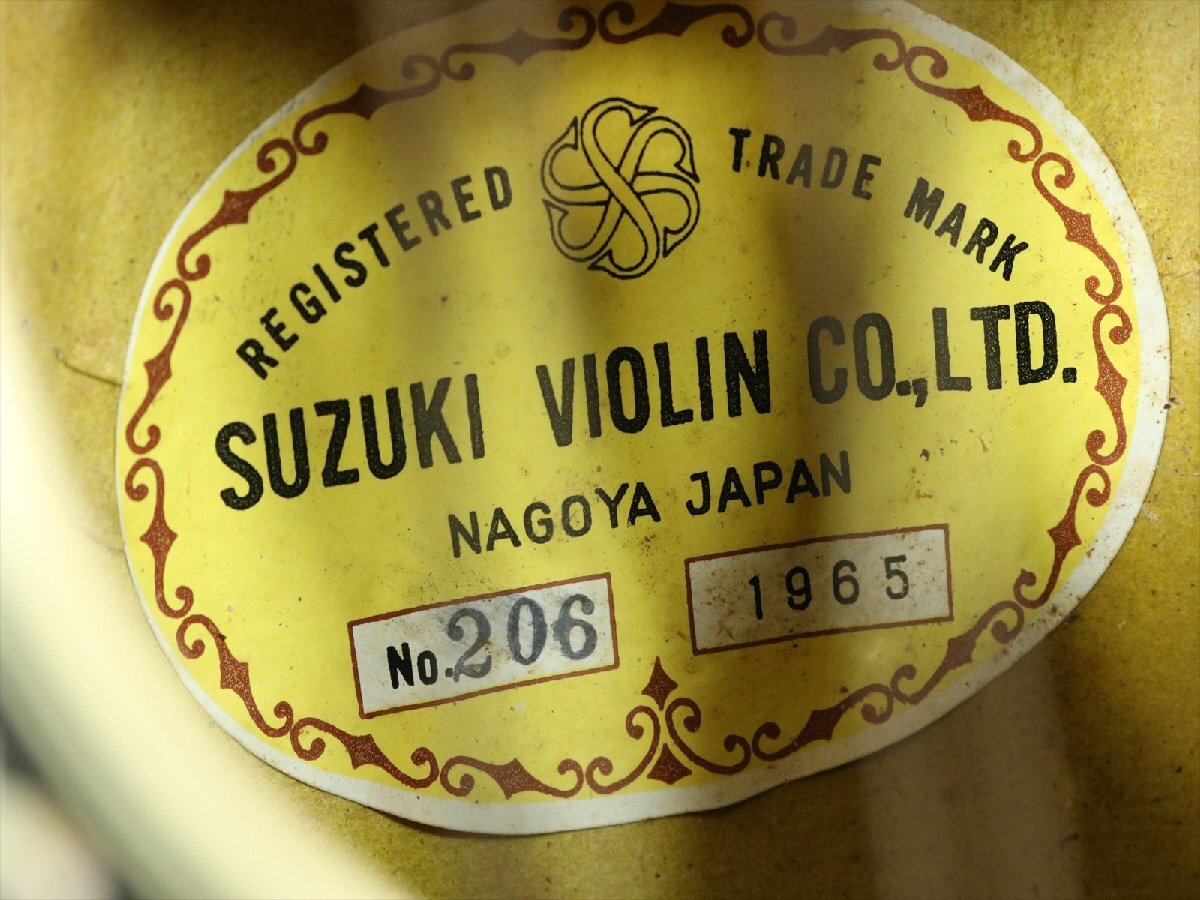 REGISTERED TRADE MARK
SUZUKI VIOLIN CO.,LTD.
NAGOYA JAPAN
No.206 1965